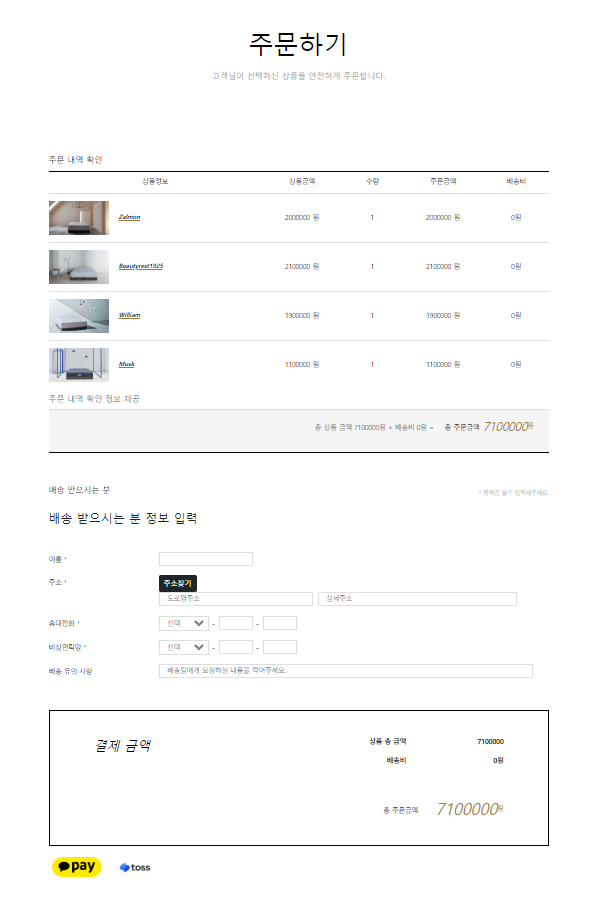 주문하기
고객님이 선택하신 상품을 안전하게 주문합니다.
주문 내역 확인
상품정보 상품금액 수량 주문금액 배송비
Zalmon 2000000 원 1 2000000 원 0원
Beautyrest1925 2100000 원 1 2100000 원 0원
William 1900000 원 1 1900000 원 0원
Musk 1100000 원 1 1100000 원 0원
주문 내역 확인 정보 제공
총 상품 금액 7100000원 + 배송비 0원 = 총 주문금액 7100000원
배송 받으시는 분
* 항목은 필수 입력해주세요.
배송 받으시는 분 정보 입력
이름 *
주소 * 주소찾기
도로명주소 상세주소
휴대전화 * 선택 - -
비상연락망 * 선택 - -
배송 유의 사항 배송팀에게 요청하실 내용을 적어주세요.
결제 금액
상품 총 금액 7100000
배송비 0원
총 주문금액 7100000원
pay toss